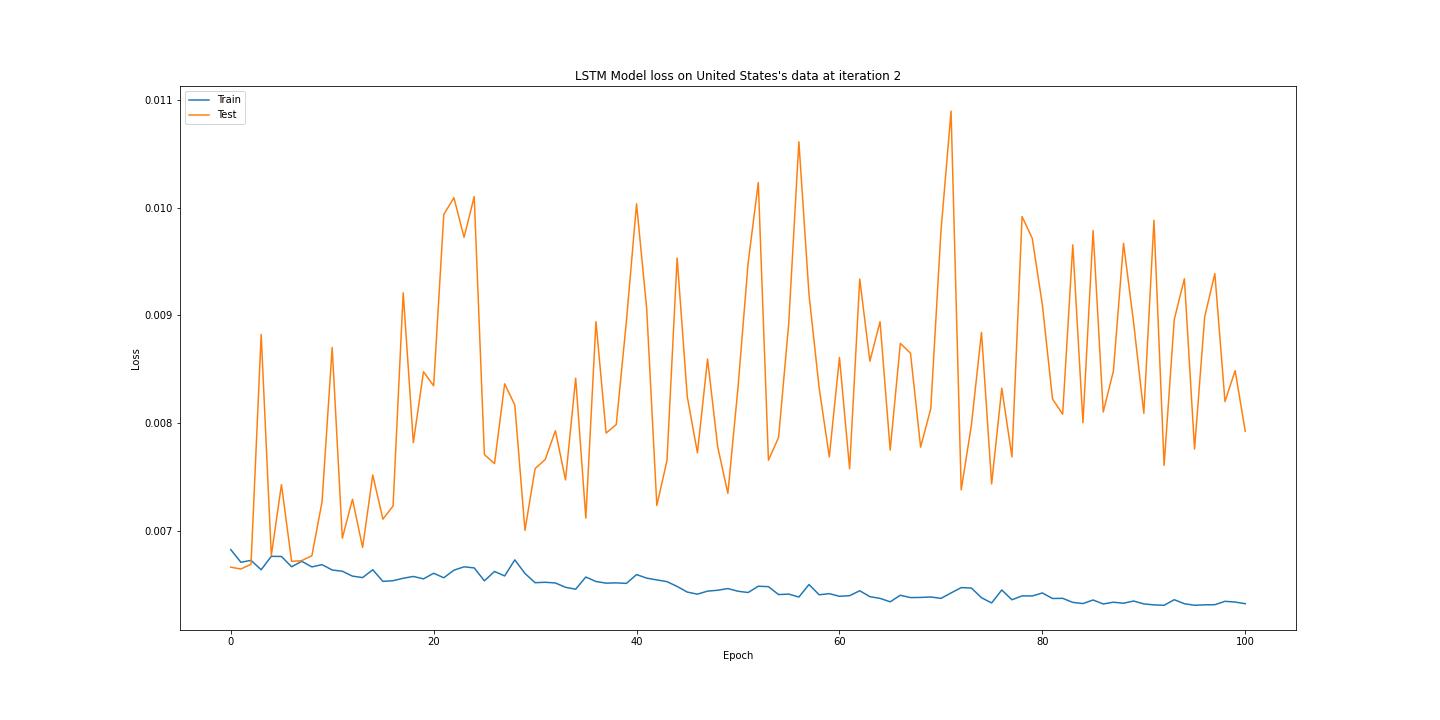 LSTM Model loss on United States's data at iteration 2
Train
Test
0.011
0.010
0.009
0.008
0.007
Loss
0
20
40
60
80
100
Epoch